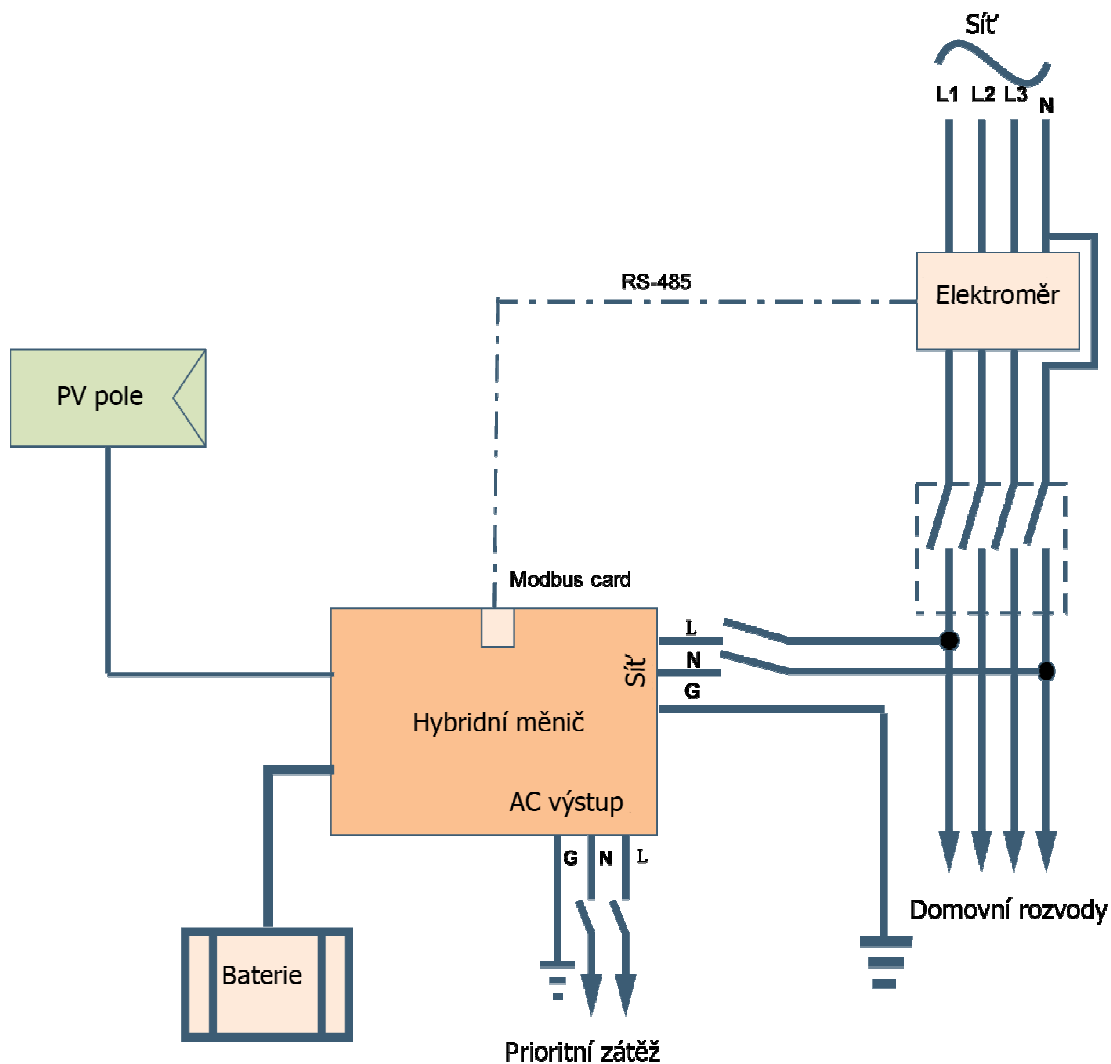 Síť
L1 L2 L3 N
RS-485
Elektroměr
PV pole
Modbus card
L
N
G
Síť
Hybridní měnič
AC výstup
G N L
Domovní rozvody
Baterie
Prioritní zátěž